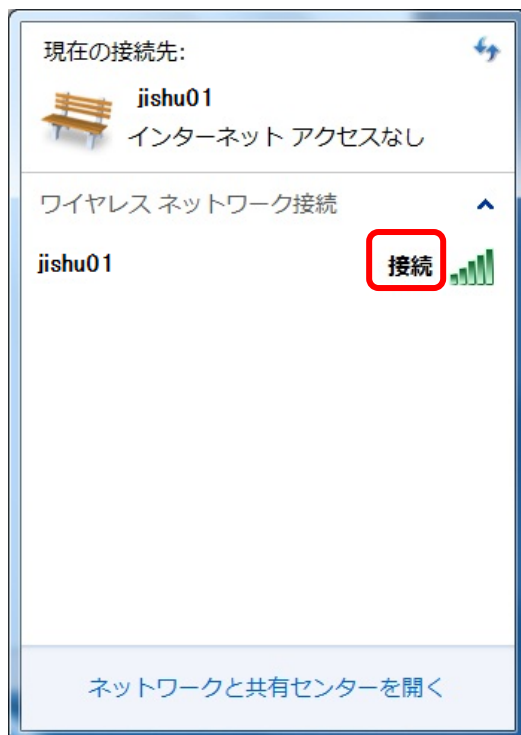 現在の接続先:
jishu01
インターネット アクセスなし
ワイヤレス ネットワーク接続
jishu01 接続
ネットワークと共有センターを開く